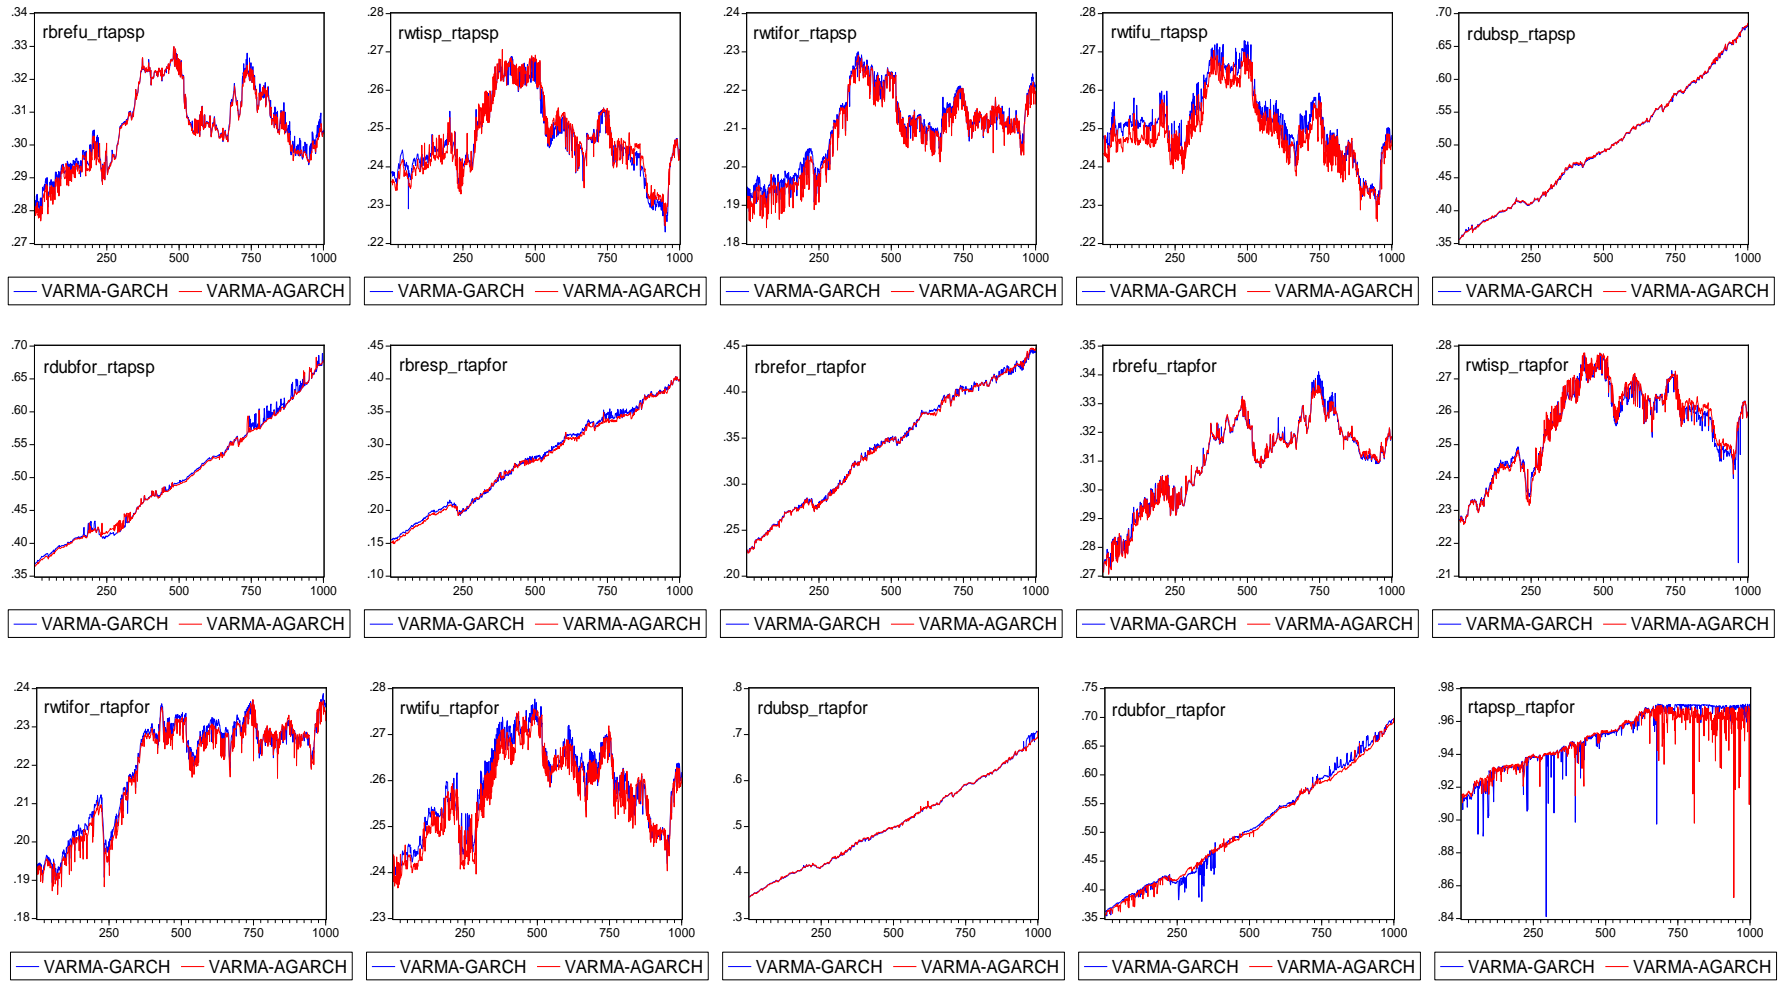 rbrefu_rtapsp
.34
.33
.32
.31
.30
.29
.28
.27
250 500 750 1000
VARMA-GARCH VARMA-AGARCH
rwtisp_rtapsp
.28
.27
.26
.25
.24
.23
.22
250 500 750 1000
VARMA-GARCH VARMA-AGARCH
rwtifor_rtapsp
.24
.23
.22
.21
.20
.19
.18
250 500 750 1000
VARMA-GARCH VARMA-AGARCH
rwtifu_rtapsp
.28
.27
.26
.25
.24
.23
.22
250 500 750 1000
VARMA-GARCH VARMA-AGARCH
rdubsp_rtapsp
.70
.65
.60
.55
.50
.45
.40
.35
250 500 750 1000
VARMA-GARCH VARMA-AGARCH
rdubfor_rtapsp
.70
.65
.60
.55
.50
.45
.40
.35
250 500 750 1000
VARMA-GARCH VARMA-AGARCH
rbresp_rtapfor
.45
.40
.35
.30
.25
.20
.15
.10
250 500 750 1000
VARMA-GARCH VARMA-AGARCH
rbrefor_rtapfor
.45
.40
.35
.30
.25
.20
250 500 750 1000
VARMA-GARCH VARMA-AGARCH
rbrefu_rtapfor
.35
.34
.33
.32
.31
.30
.29
.28
.27
250 500 750 1000
VARMA-GARCH VARMA-AGARCH
rwtisp_rtapfor
.28
.27
.26
.25
.24
.23
.22
.21
250 500 750 1000
VARMA-GARCH VARMA-AGARCH
rwtifor_rtapfor
.24
.23
.22
.21
.20
.19
.18
250 500 750 1000
VARMA-GARCH VARMA-AGARCH
rwtifu_rtapfor
.28
.27
.26
.25
.24
.23
250 500 750 1000
VARMA-GARCH VARMA-AGARCH
rdubsp_rtapfor
.8
.7
.6
.5
.4
.3
250 500 750 1000
VARMA-GARCH VARMA-AGARCH
rdubfor_rtapfor
.75
.70
.65
.60
.55
.50
.45
.40
.35
250 500 750 1000
VARMA-GARCH VARMA-AGARCH
rtapsp_rtapfor
.98
.96
.94
.92
.90
.88
.86
.84
250 500 750 1000
VARMA-GARCH VARMA-AGARCH